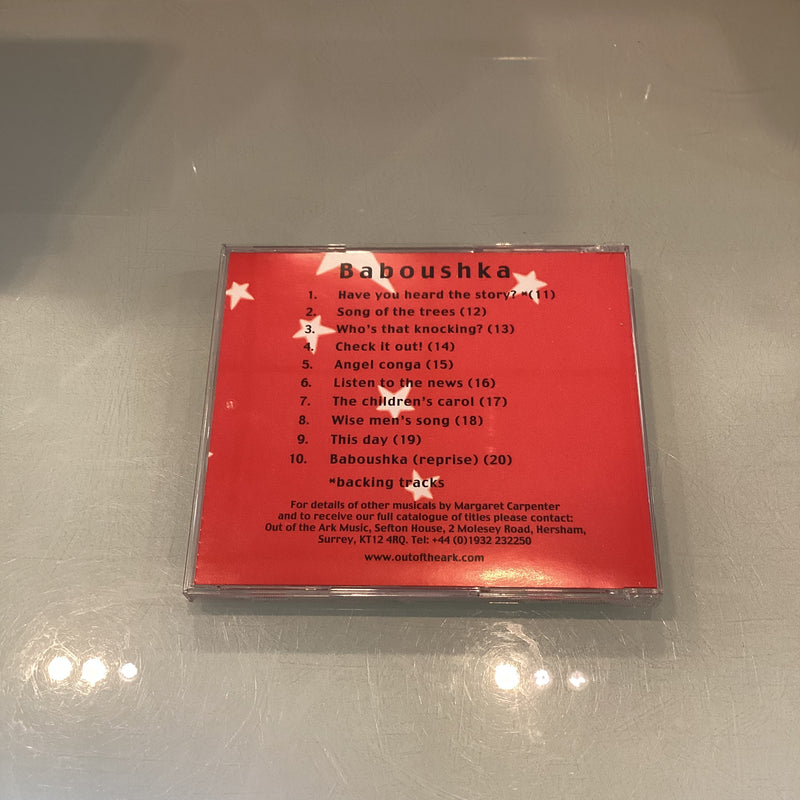 Baboushka
1. Have you heard the story? *(11)
2. Song of the trees (12)
3. Who's that knocking? (13)
4. Check it out! (14)
5. Angel conga (15)
6. Listen to the news (16)
7. The children's carol (17)
8. Wise men's song (18)
9. This day (19)
10. Baboushka (reprise) (20)
*backing tracks
For details of other musicals by Margaret Carpenter
and to receive our full catalogue of titles please contact:
Out of the Ark Music, Sefton House, 2 Molesey Road, Hersham,
Surrey, KT12 4RQ. Tel: +44 (0)1932 232250
www.outoftheark.com